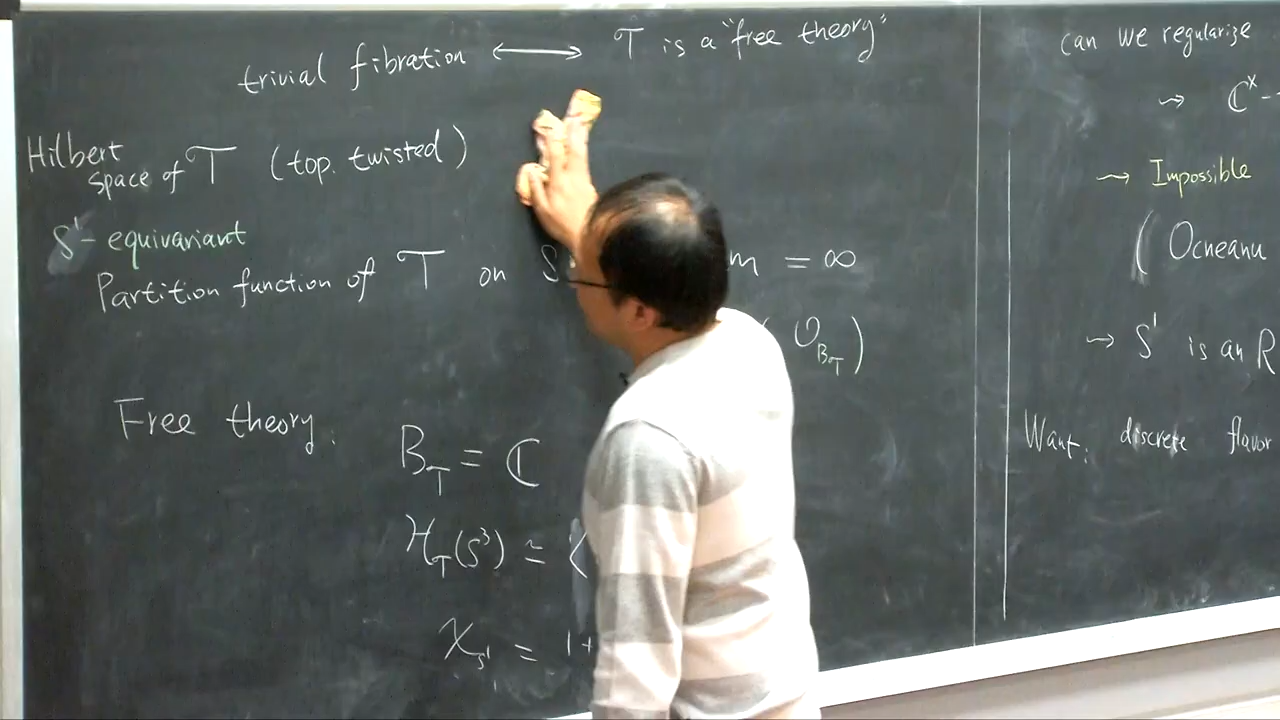 trivial fibration ⟷ T is a "free theory"
Hilbert space of T (top. twisted)
S¹-equivariant
Partition function of T on S m = ∞
( O_{B_T} )
Free theory:
B_T = ℂ
H_T(S³) ≃ ⟨
χ_{S¹} = 1+
can we regularize
⇝ ℂ^× -
⇝ Impossible
( Ocneanu
⇝ S¹ is an R
Want: discrete flavor